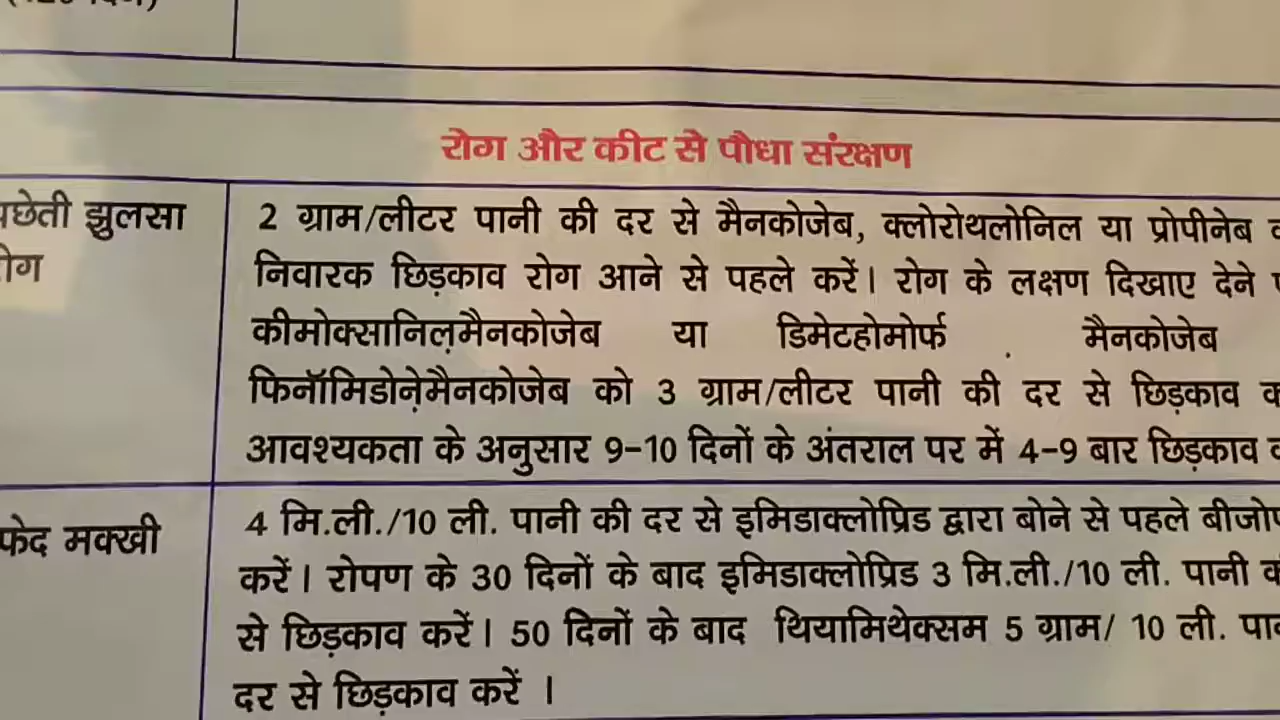 रोग और कीट से पौधा संरक्षण
पछेती झुलसा
रोग
2 ग्राम/लीटर पानी की दर से मैनकोजेब, क्लोरोथलोनिल या प्रोपीनेब
निवारक छिड़काव रोग आने से पहले करें। रोग के लक्षण दिखाए देने
कीमोक्सानिल़मैनकोजेब या डिमेटहोमोर्फ मैनकोजेब
फिनॉमिडोऩेमैनकोजेब को 3 ग्राम/लीटर पानी की दर से छिड़काव
आवश्यकता के अनुसार 9-10 दिनों के अंतराल पर में 4-9 बार छिड़काव
फेद मक्खी
4 मि.ली./10 ली. पानी की दर से इमिडाक्लोप्रिड द्वारा बोने से पहले
करें। रोपण के 30 दिनों के बाद इमिडाक्लोप्रिड 3 मि.ली./10 ली. पानी
से छिड़काव करें। 50 दिनों के बाद थियामिथेक्सम 5 ग्राम/ 10 ली.
दर से छिड़काव करें ।